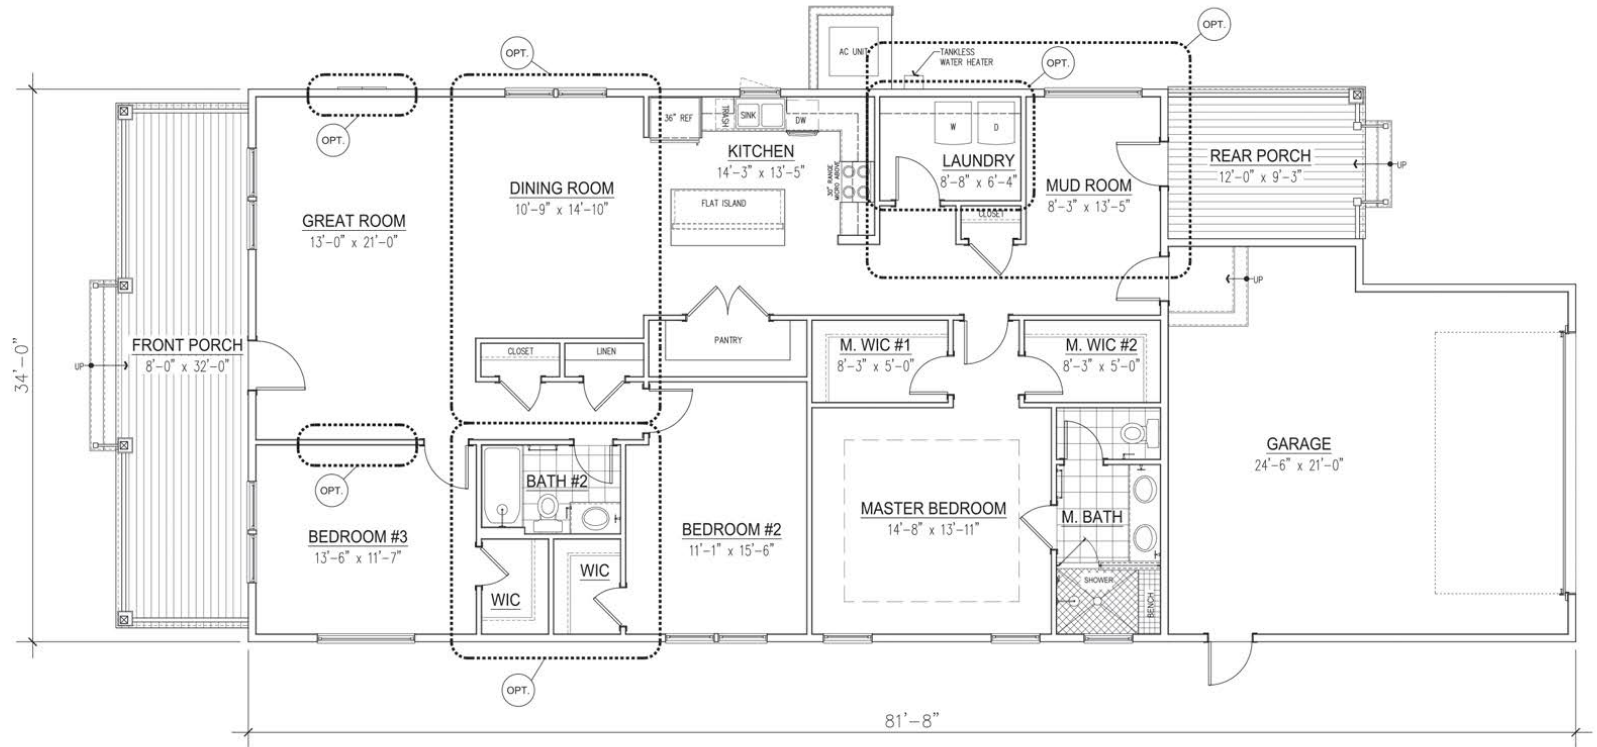 OPT.
OPT.
AC UNIT
TANKLESS
WATER HEATER
OPT.
36" REF
TRASH
SINK
DW
W
D
OPT.
KITCHEN
14'-3" x 13'-5"
30" RANGE
MICRO ABOVE
LAUNDRY
8'-8" x 6'-4"
REAR PORCH
12'-0" x 9'-3"
UP
DINING ROOM
10'-9" x 14'-10"
FLAT ISLAND
MUD ROOM
8'-3" x 13'-5"
CLOSET
GREAT ROOM
13'-0" x 21'-0"
UP
FRONT PORCH
8'-0" x 32'-0"
UP
34'-0"
CLOSET
LINEN
PANTRY
M. WIC #1
8'-3" x 5'-0"
M. WIC #2
8'-3" x 5'-0"
GARAGE
24'-6" x 21'-0"
OPT.
BATH #2
BEDROOM #3
13'-6" x 11'-7"
BEDROOM #2
11'-1" x 15'-6"
MASTER BEDROOM
14'-8" x 13'-11"
M. BATH
WIC
WIC
SHOWER
BENCH
OPT.
81'-8"